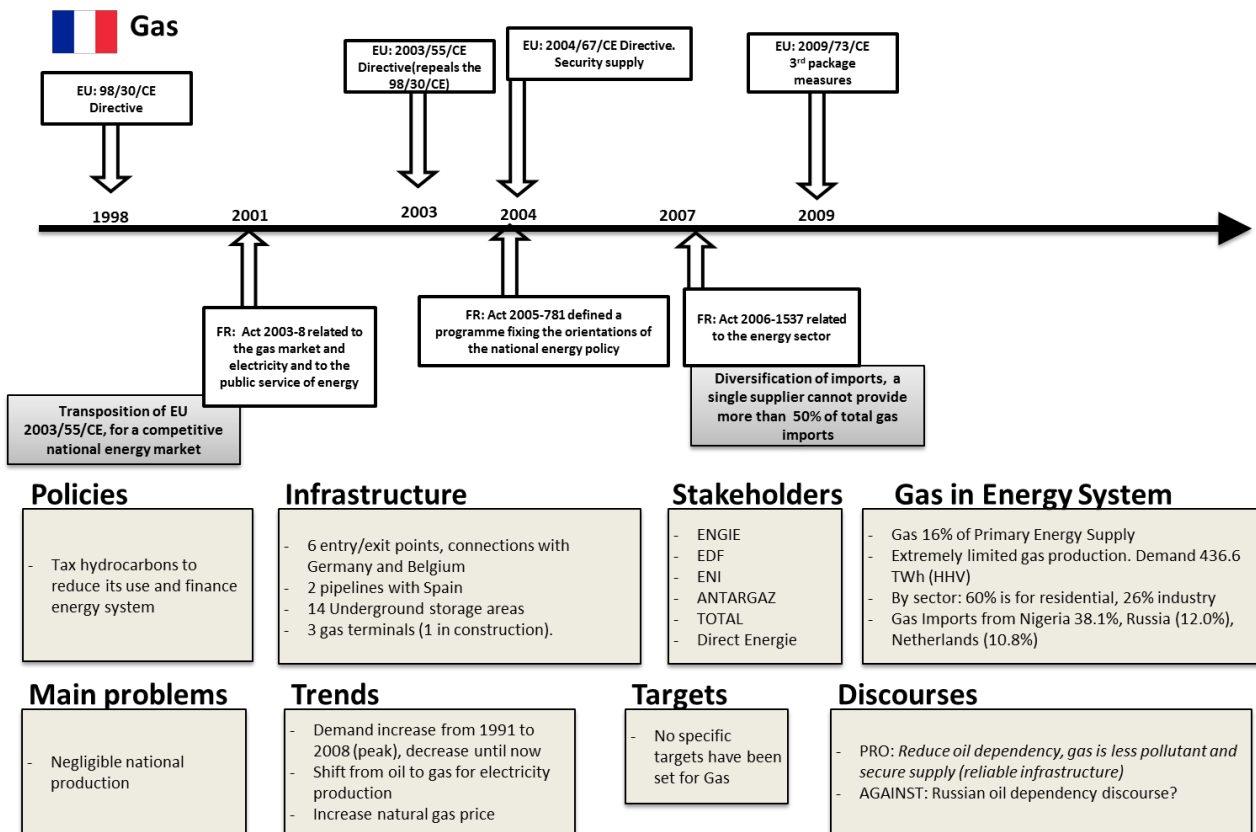 Gas
EU: 98/30/CE
Directive
EU: 2003/55/CE
Directive(repeals the
98/30/CE)
EU: 2004/67/CE Directive.
Security supply
EU: 2009/73/CE
3rd package
measures
1998
2001
2003
2004
2007
2009
FR: Act 2003-8 related to
the gas market and
electricity and to the
public service of energy
FR: Act 2005-781 defined a
programme fixing the orientations of
the national energy policy
FR: Act 2006-1537 related
to the energy sector
Transposition of EU
2003/55/CE, for a competitive
national energy market
Diversification of imports, a
single supplier cannot provide
more than 50% of total gas
imports
Policies
- Tax hydrocarbons to
reduce its use and finance
energy system
Infrastructure
- 6 entry/exit points, connections with
Germany and Belgium
- 2 pipelines with Spain
- 14 Underground storage areas
- 3 gas terminals (1 in construction).
Stakeholders
- ENGIE
- EDF
- ENI
- ANTARGAZ
- TOTAL
- Direct Energie
Gas in Energy System
- Gas 16% of Primary Energy Supply
- Extremely limited gas production. Demand 436.6
TWh (HHV)
- By sector: 60% is for residential, 26% industry
- Gas Imports from Nigeria 38.1%, Russia (12.0%),
Netherlands (10.8%)
Main problems
- Negligible national
production
Trends
- Demand increase from 1991 to
2008 (peak), decrease until now
- Shift from oil to gas for electricity
production
- Increase natural gas price
Targets
- No specific
targets have been
set for Gas
Discourses
- PRO: Reduce oil dependency, gas is less pollutant and
secure supply (reliable infrastructure)
- AGAINST: Russian oil dependency discourse?